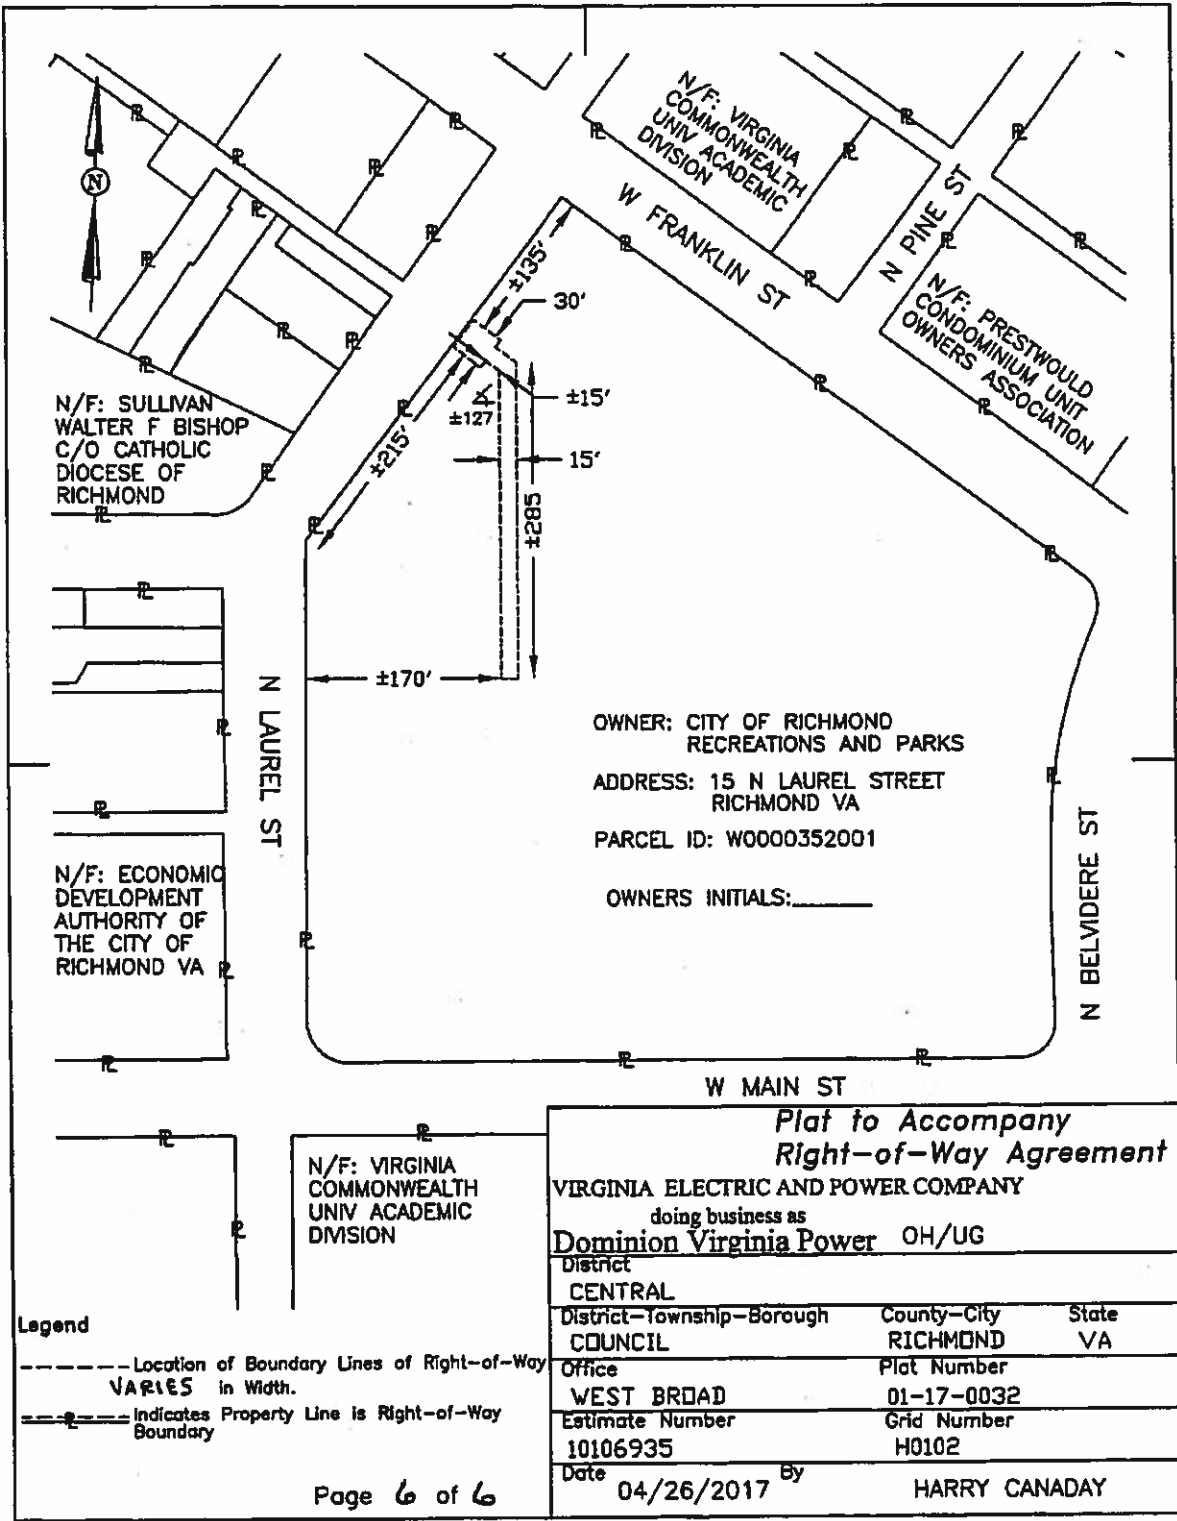 N/F: VIRGINIA
COMMONWEALTH
UNIV ACADEMIC
DIVISION
W FRANKLIN ST
N PINE ST
N/F: PRESTWOULD
CONDOMINIUM UNIT
OWNERS ASSOCIATION
N
±135'
30'
±15'
±127
±215'
15'
±285
±170'
N/F: SULLIVAN
WALTER F BISHOP
C/O CATHOLIC
DIOCESE OF
RICHMOND
N LAUREL ST
OWNER: CITY OF RICHMOND
RECREATIONS AND PARKS
ADDRESS: 15 N LAUREL STREET
RICHMOND VA
PARCEL ID: W0000352001
OWNERS INITIALS:
N BELVIDERE ST
N/F: ECONOMIC
DEVELOPMENT
AUTHORITY OF
THE CITY OF
RICHMOND VA
W MAIN ST
N/F: VIRGINIA
COMMONWEALTH
UNIV ACADEMIC
DIVISION
Plat to Accompany
Right-of-Way Agreement
VIRGINIA ELECTRIC AND POWER COMPANY
doing business as
Dominion Virginia Power OH/UG
District
CENTRAL
District-Township-Borough County-City State
COUNCIL RICHMOND VA
Office Plat Number
WEST BROAD 01-17-0032
Estimate Number Grid Number
10106935 H0102
Date 04/26/2017 By HARRY CANADAY
Legend
Location of Boundary Lines of Right-of-Way
VARIES in Width.
Indicates Property Line is Right-of-Way
Boundary
Page 6 of 6